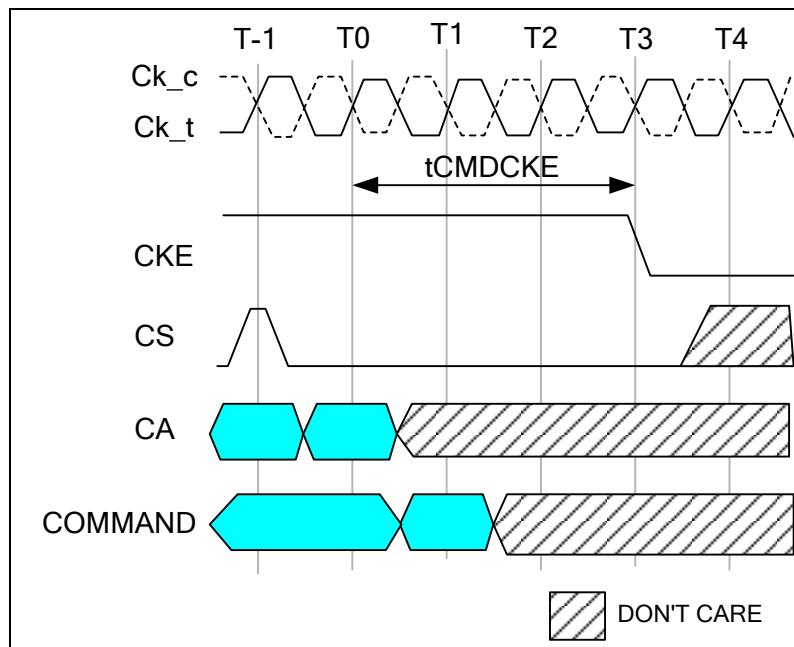 T-1 T0 T1 T2 T3 T4
Ck_c
Ck_t
tCMDCKE
CKE
CS
CA
COMMAND
DON'T CARE